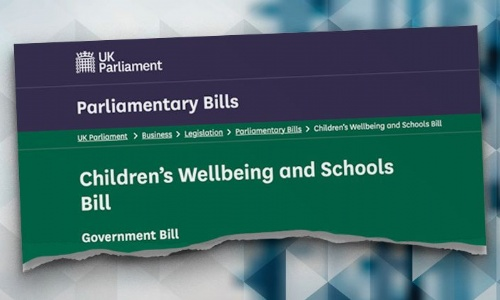 UK
Parliament
Parliamentary Bills
UK Parliament > Business > Legislation > Parliamentary Bills > Children's Wellbeing and Schools Bill
Children's Wellbeing and Schools
Bill
Government Bill